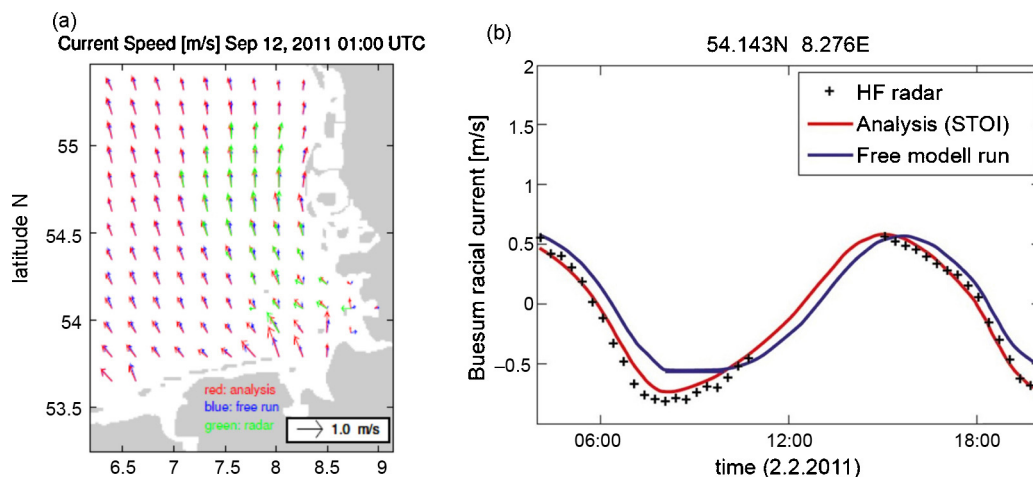 (a)
Current Speed [m/s] Sep 12, 2011 01:00 UTC
latitude N
55
54.5
54
53.5
red: analysis
blue: free run
green: radar
1.0 m/s
6.5 7 7.5 8 8.5 9
(b)
54.143N 8.276E
Buesum racial current [m/s]
2
1.5
1
0.5
0
−0.5
HF radar
Analysis (STOI)
Free modell run
06:00 12:00 18:00
time (2.2.2011)